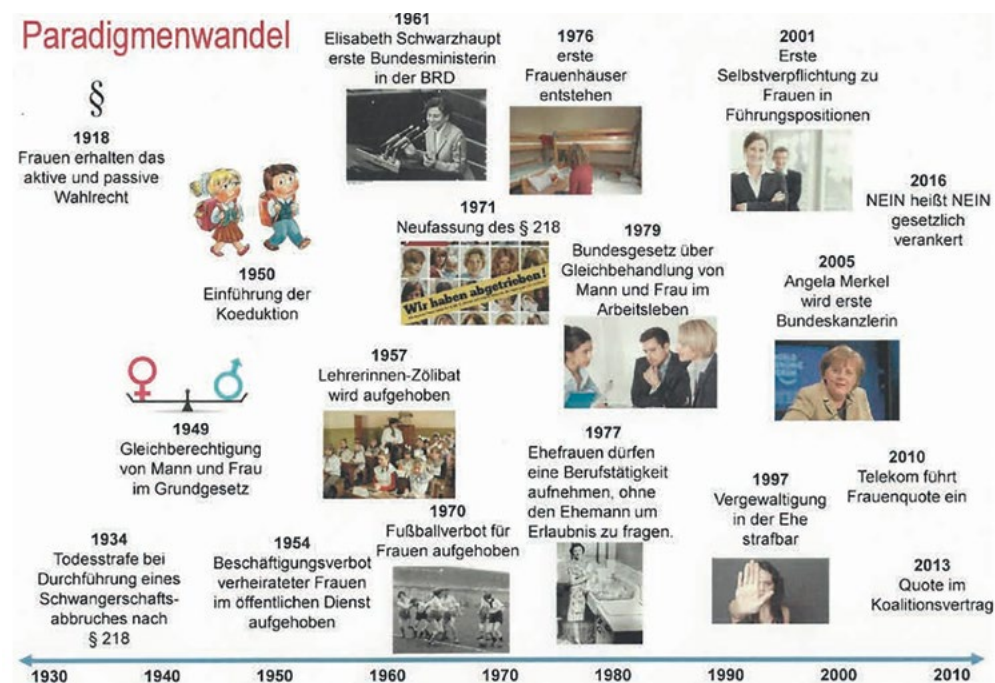 Paradigmenwandel
§
1918
Frauen erhalten das
aktive und passive
Wahlrecht
1961
Elisabeth Schwarzhaupt
erste Bundesministerin
in der BRD
1976
erste
Frauenhäuser
entstehen
2001
Erste
Selbstverpflichtung zu
Frauen in
Führungspositionen
2016
NEIN heißt NEIN
gesetzlich
verankert
1950
Einführung der
Koeduktion
1971
Neufassung des § 218
Wir haben abgetrieben!
1979
Bundesgesetz über
Gleichbehandlung von
Mann und Frau im
Arbeitsleben
2005
Angela Merkel
wird erste
Bundeskanzlerin
1949
Gleichberechtigung
von Mann und Frau
im Grundgesetz
1957
Lehrerinnen-Zölibat
wird aufgehoben
1977
Ehefrauen dürfen
eine Berufstätigkeit
aufnehmen, ohne
den Ehemann um
Erlaubnis zu fragen.
1997
Vergewaltigung
in der Ehe
strafbar
2010
Telekom führt
Frauenquote ein
1934
Todesstrafe bei
Durchführung eines
Schwangerschafts-
abbruches nach
§ 218
1954
Beschäftigungsverbot
verheirateter Frauen
im öffentlichen Dienst
aufgehoben
1970
Fußballverbot für
Frauen aufgehoben
2013
Quote im
Koalitionsvertrag
1930 1940 1950 1960 1970 1980 1990 2000 2010